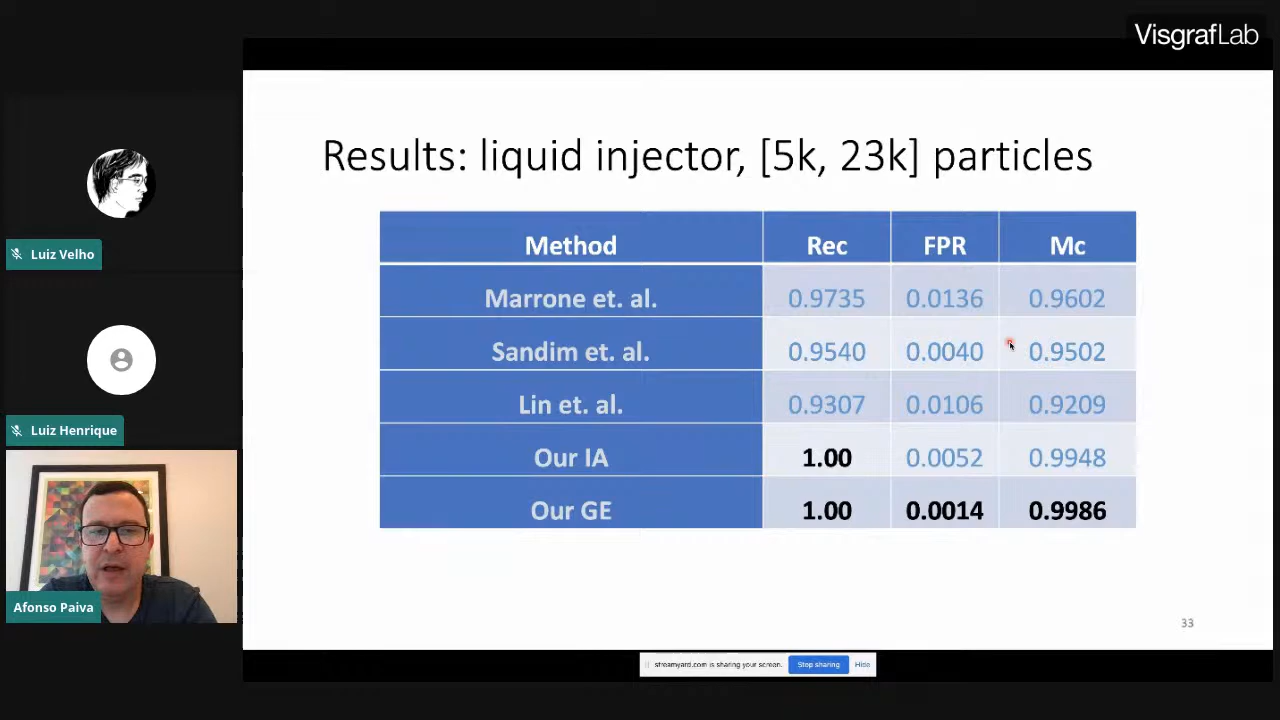 VisgrafLab
Results: liquid injector, [5k, 23k] particles
Method Rec FPR Mc
Marrone et. al. 0.9735 0.0136 0.9602
Sandim et. al. 0.9540 0.0040 0.9502
Lin et. al. 0.9307 0.0106 0.9209
Our IA 1.00 0.0052 0.9948
Our GE 1.00 0.0014 0.9986
33
Luiz Velho
Luiz Henrique
Afonso Paiva
streamyard.com is sharing your screen. Stop sharing Hide